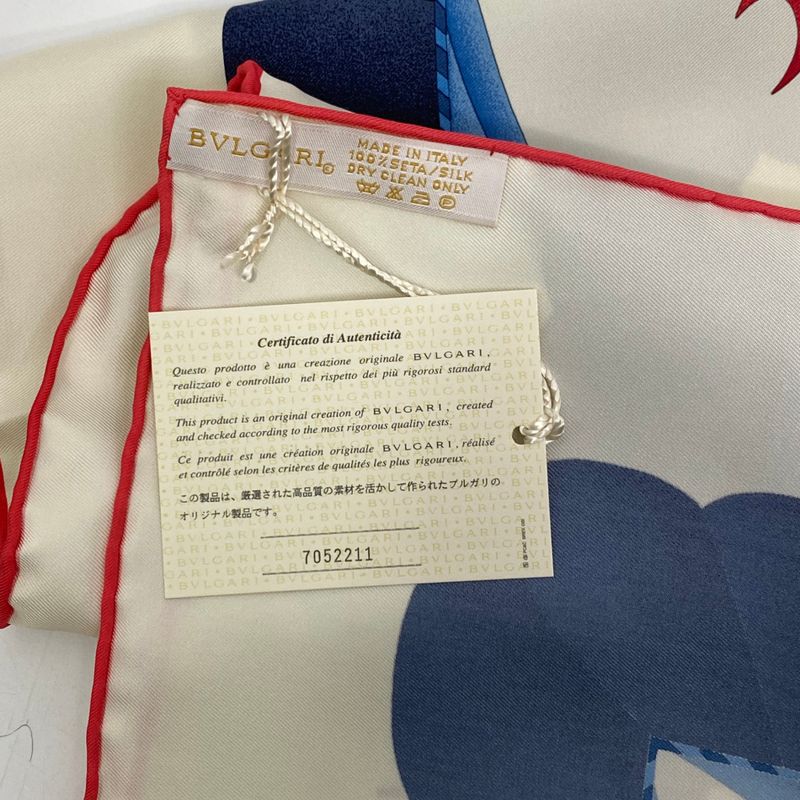 BVLGARI
MADE IN ITALY
100% SETA/SILK
DRY CLEAN ONLY
Certificato di Autenticità
Questo prodotto è una creazione originale BVLGARI,
realizzato e controllato nel rispetto dei più rigorosi standard
qualitativi.
This product is an original creation of BVLGARI, created
and checked according to the most rigorous quality tests.
Ce produit est une création originale BVLGARI, réalisé
et contrôlé selon les critères de qualités les plus rigoureux.
この製品は、厳選された高品質の素材を活かして作られたブルガリの
オリジナル製品です。
7052211